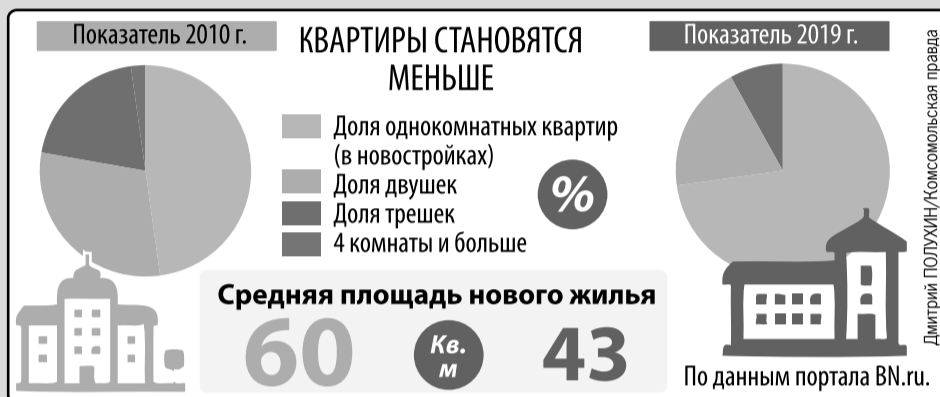 Показатель 2010 г.
КВАРТИРЫ СТАНОВЯТСЯ
МЕНЬШЕ
Показатель 2019 г.
Доля однокомнатных квартир
(в новостройках)
Доля двушек
Доля трешек
4 комнаты и больше
%
Средняя площадь нового жилья
60
Кв.
м
43
По данным портала BN.ru.
Дмитрий ПОЛУХИН/Комсомольская правда